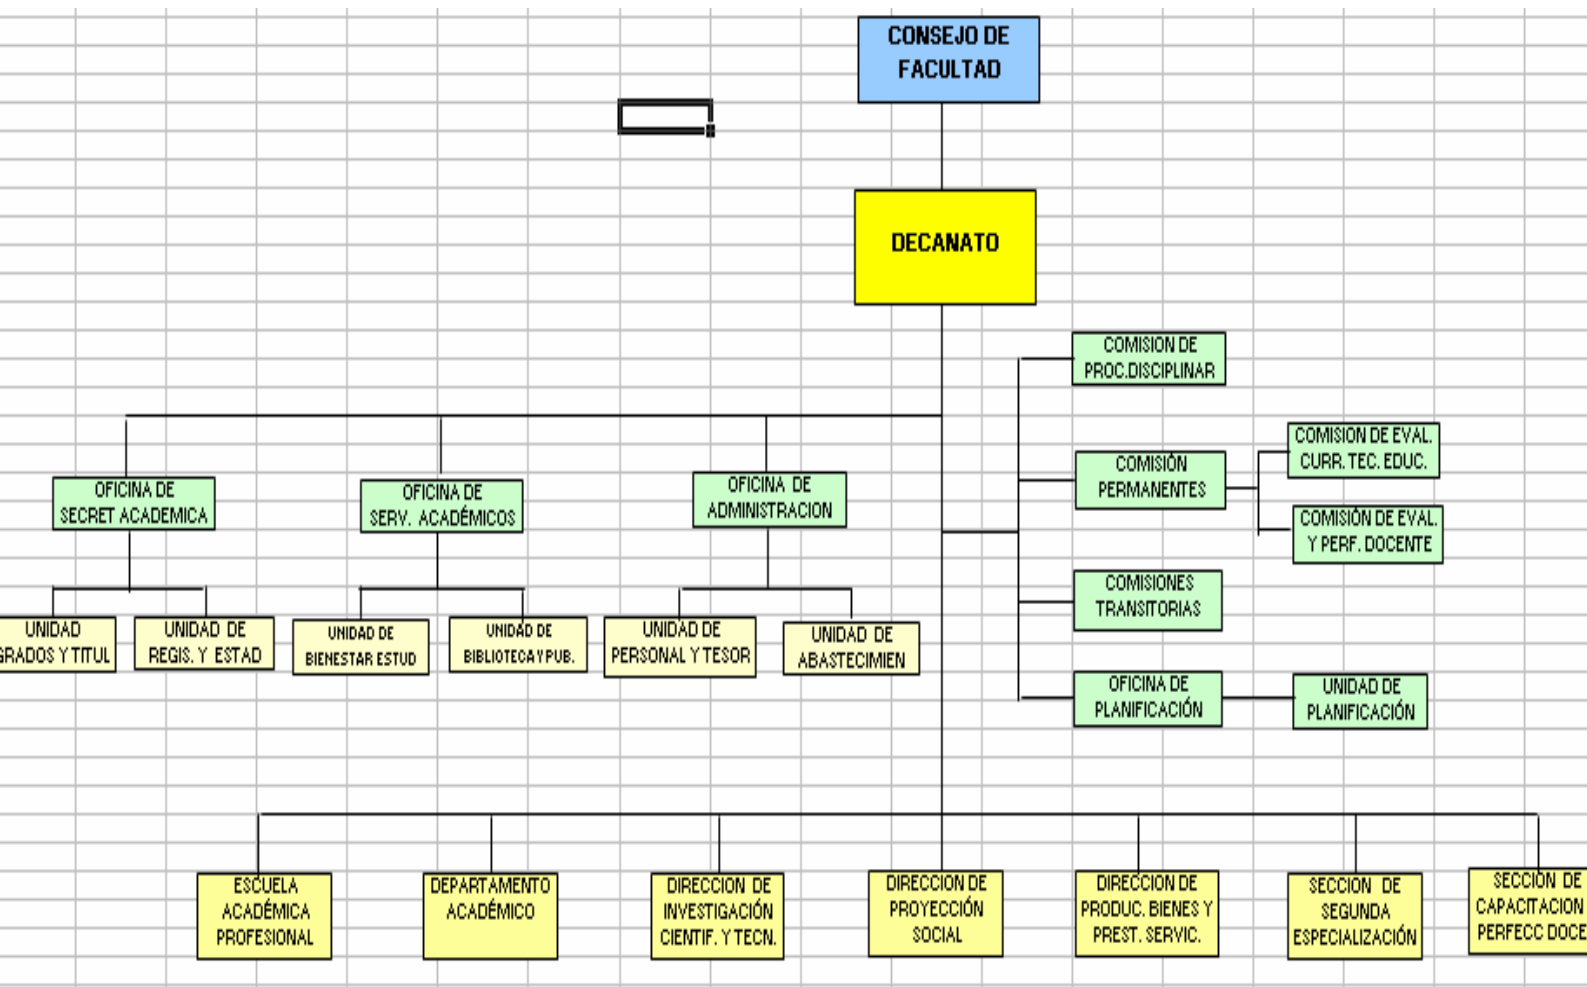 CONSEJO DE
FACULTAD
DECANATO
COMISION DE
PROC.DISCIPLINAR
COMISIÓN
PERMANENTES
COMISION DE EVAL.
CURR. TEC. EDUC.
COMISIÓN DE EVAL.
Y PERF. DOCENTE
COMISIONES
TRANSITORIAS
OFICINA DE
PLANIFICACIÓN
UNIDAD DE
PLANIFICACIÓN
OFICINA DE
SECRET ACADEMICA
OFICINA DE
SERV. ACADÉMICOS
OFICINA DE
ADMINISTRACION
UNIDAD
GRADOS Y TITUL
UNIDAD DE
REGIS. Y ESTAD
UNIDAD DE
BIENESTAR ESTUD
UNIDAD DE
BIBLIOTECA Y PUB.
UNIDAD DE
PERSONAL Y TESOR
UNIDAD DE
ABASTECIMIEN
ESCUELA
ACADÉMICA
PROFESIONAL
DEPARTAMENTO
ACADÉMICO
DIRECCION DE
INVESTIGACIÓN
CIENTIF. Y TECN.
DIRECCION DE
PROYECCIÓN
SOCIAL
DIRECCION DE
PRODUC. BIENES Y
PREST. SERVIC.
SECCION DE
SEGUNDA
ESPECIALIZACIÓN
SECCIÓN DE
CAPACITACION
PERFECC DOCE